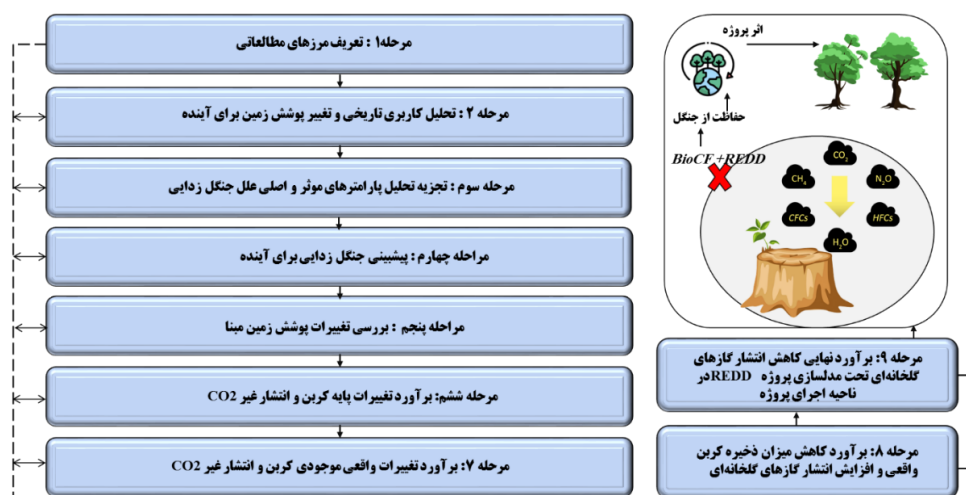 مرحله۱ : تعریف مرزهای مطالعاتی
مرحله ۲ : تحلیل کاربری تاریخی و تغییر پوشش زمین برای آینده
مرحله سوم : تجزیه تحلیل پارامترهای موثر و اصلی علل جنگل زدایی
مراحله چهارم : پیشبینی جنگل زدایی برای آینده
مراحله پنجم : بررسی تغییرات پوشش زمین مبنا
مرحله ششم: برآورد تغییرات پایه کربن و انتشار غیر CO2
مرحله ۷: برآورد تغییرات واقعی موجودی کربن و انتشار غیر CO2
اثر پروژه
حفاظت از جنگل
BioCF +REDD
CO2
CH4
N2O
CFCs
HFCs
H2O
مرحله ۹: برآورد نهایی کاهش انتشار گازهای
گلخانه‌ای تحت مدلسازی پروژه REDDدر
ناحیه اجرای پروژه
مرحله ۸: برآورد کاهش میزان ذخیره کربن
واقعی و افزایش انتشار گازهای گلخانه‌ای